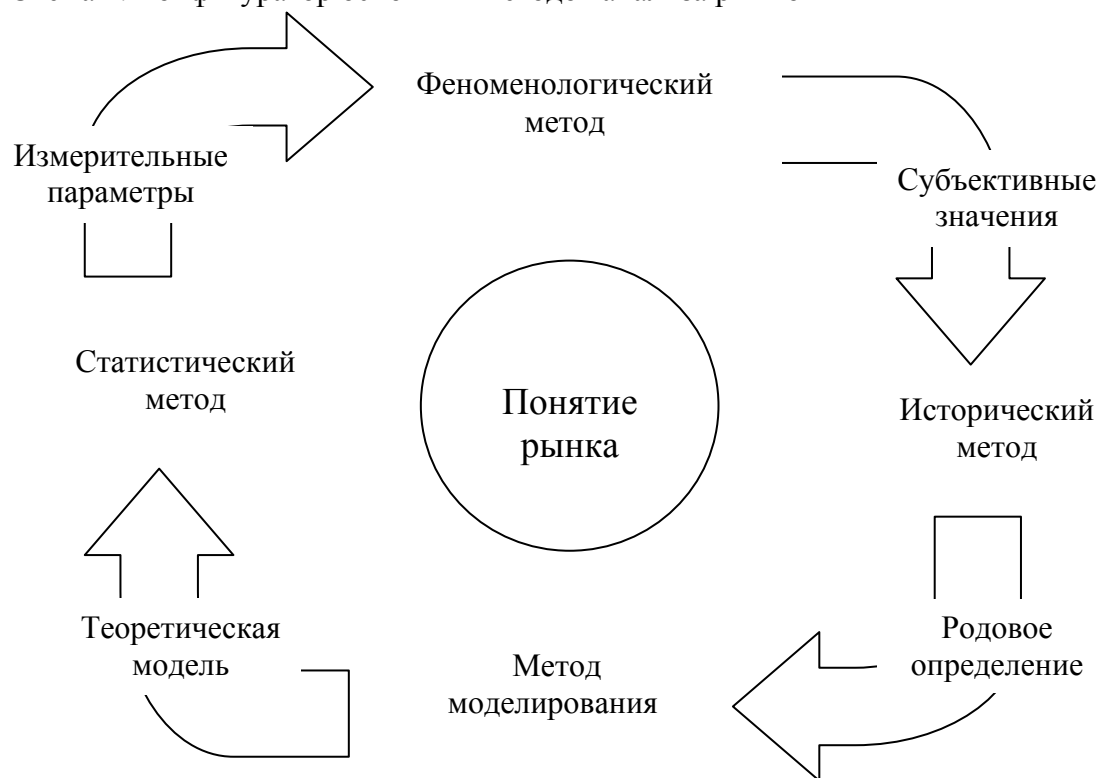 Феноменологический
метод
Измерительные
параметры
Субъективные
значения
Статистический
метод
Понятие
рынка
Исторический
метод
Теоретическая
модель
Метод
моделирования
Родовое
определение